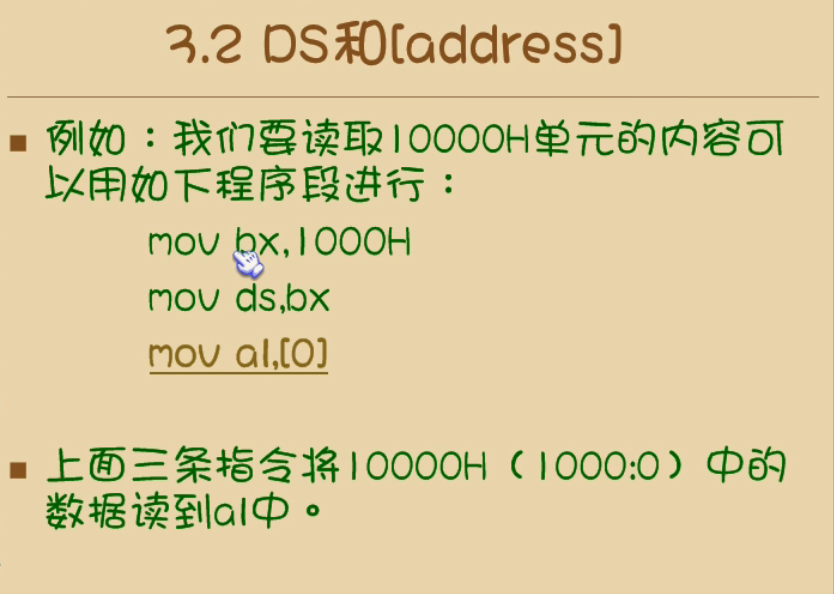 3.2 DS和[address]
■ 例如：我们要读取10000H单元的内容可
以用如下程序段进行：
mov bx,1000H
mov ds,bx
mov al,[0]
■ 上面三条指令将10000H（1000:0）中的
数据读到al中。